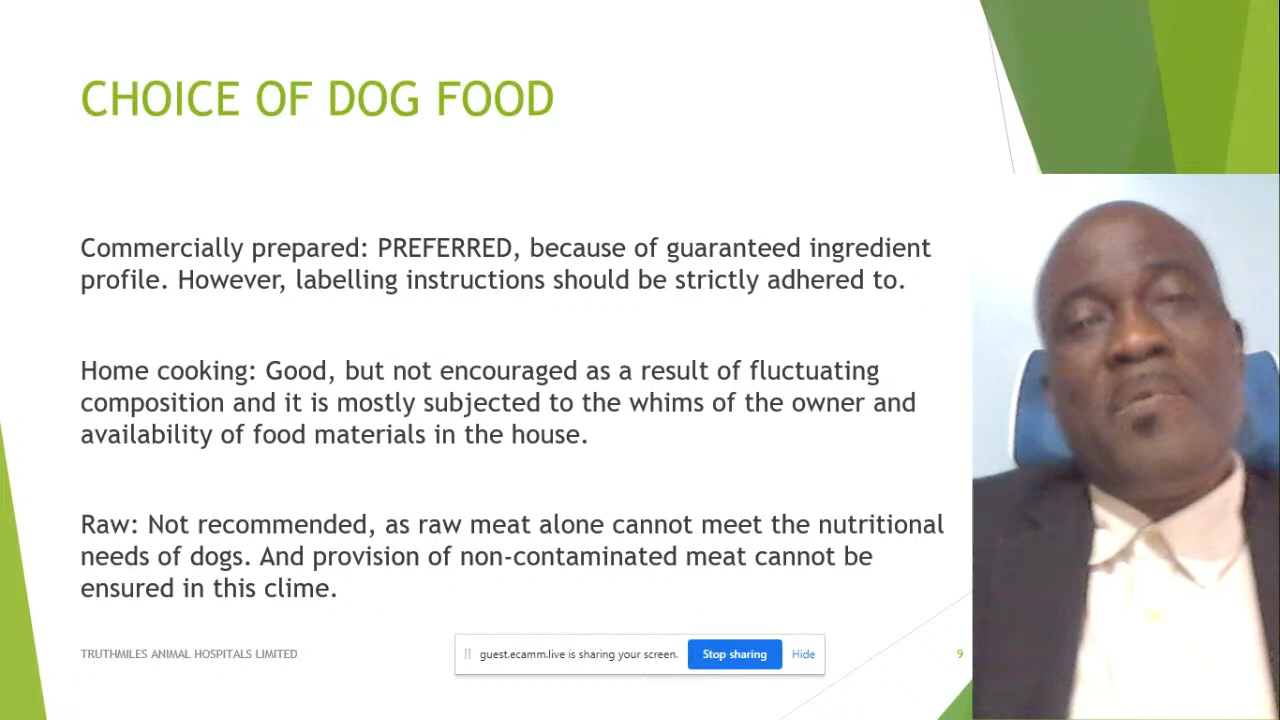 CHOICE OF DOG FOOD
Commercially prepared: PREFERRED, because of guaranteed ingredient
profile. However, labelling instructions should be strictly adhered to.
Home cooking: Good, but not encouraged as a result of fluctuating
composition and it is mostly subjected to the whims of the owner and
availability of food materials in the house.
Raw: Not recommended, as raw meat alone cannot meet the nutritional
needs of dogs. And provision of non-contaminated meat cannot be
ensured in this clime.
TRUTHMILES ANIMAL HOSPITALS LIMITED
guest.ecamm.live is sharing your screen.
Stop sharing
Hide
9